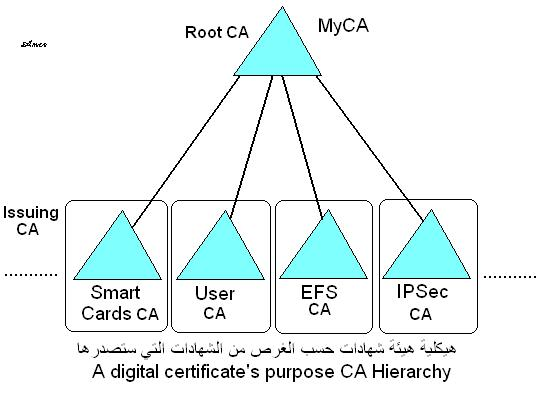 Root CA
MyCA
Issuing
CA
Smart
Cards CA
User
CA
EFS
CA
IPSec
CA
هيكلية هيئة شهادات حسب الغرض من الشهادات التي ستصدرها
A digital certificate's purpose CA Hierarchy